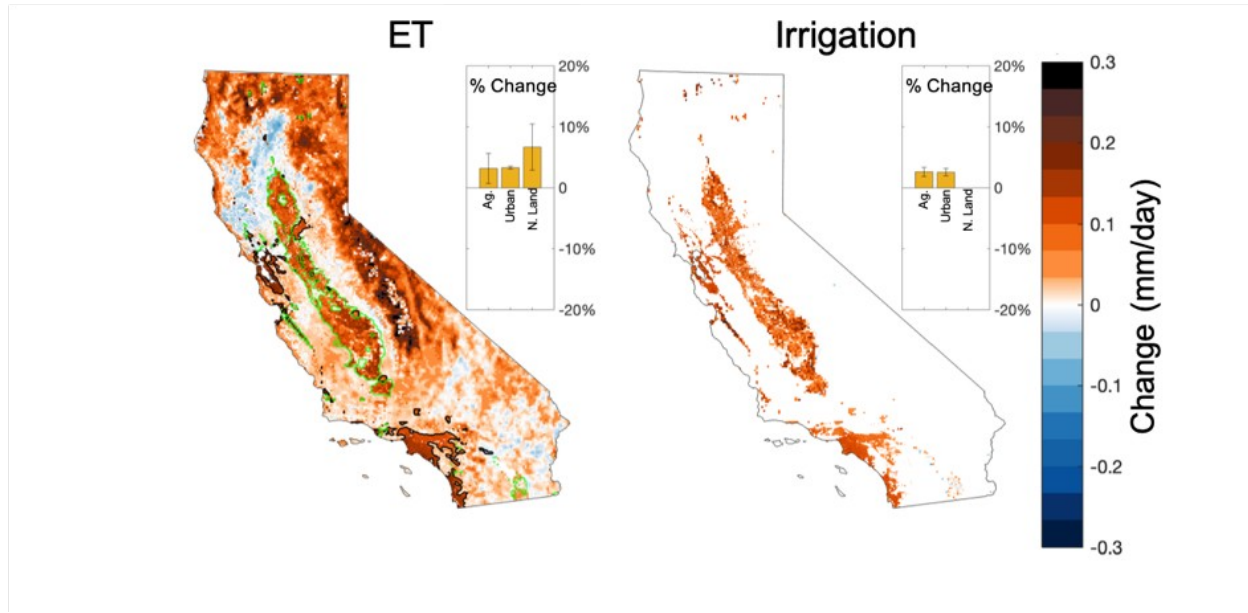 ET
% Change
20%
10%
0
-10%
-20%
Ag.
Urban
N. Land
Irrigation
% Change
20%
10%
0
-10%
-20%
Ag.
Urban
N. Land
0.3
0.2
0.1
0
-0.1
-0.2
-0.3
Change (mm/day)